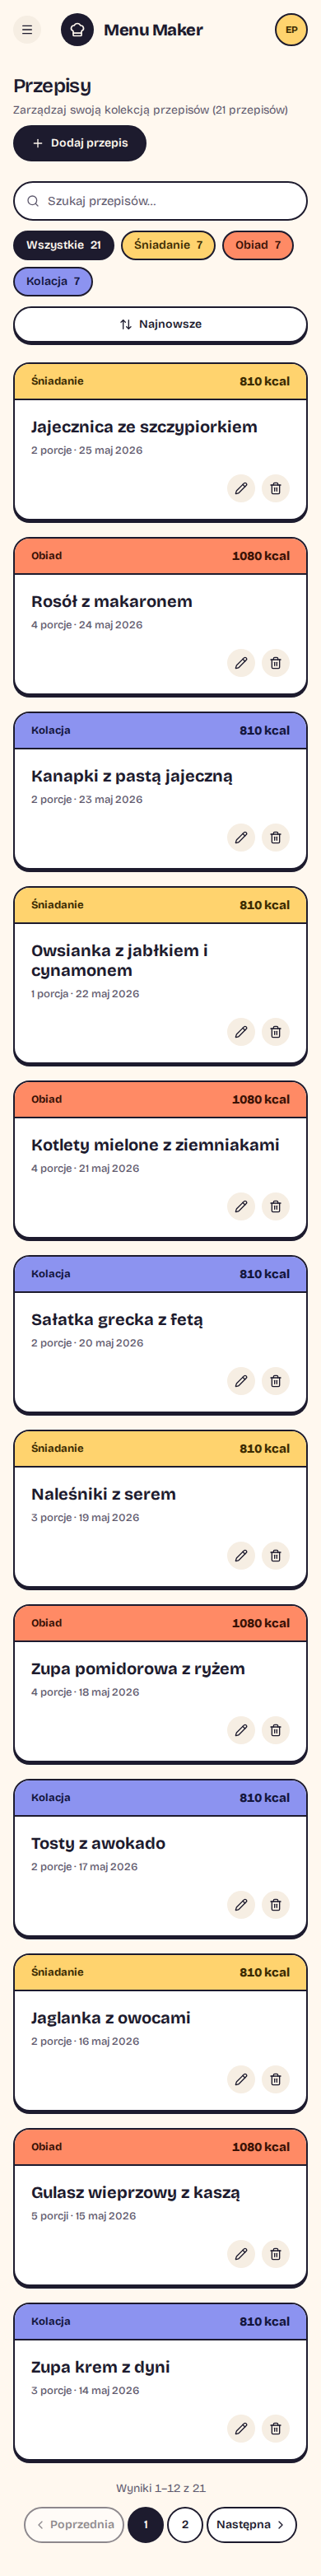 Menu Maker
EP
Przepisy
Zarządzaj swoją kolekcją przepisów (21 przepisów)
Dodaj przepis
Szukaj przepisów...
Wszystkie 21
Śniadanie 7
Obiad 7
Kolacja 7
Najnowsze
Śniadanie 810 kcal
Jajecznica ze szczypiorkiem
2 porcje · 25 maj 2026
Obiad 1080 kcal
Rosół z makaronem
4 porcje · 24 maj 2026
Kolacja 810 kcal
Kanapki z pastą jajeczną
2 porcje · 23 maj 2026
Śniadanie 810 kcal
Owsianka z jabłkiem i
cynamonem
1 porcja · 22 maj 2026
Obiad 1080 kcal
Kotlety mielone z ziemniakami
4 porcje · 21 maj 2026
Kolacja 810 kcal
Sałatka grecka z fetą
2 porcje · 20 maj 2026
Śniadanie 810 kcal
Naleśniki z serem
3 porcje · 19 maj 2026
Obiad 1080 kcal
Zupa pomidorowa z ryżem
4 porcje · 18 maj 2026
Kolacja 810 kcal
Tosty z awokado
2 porcje · 17 maj 2026
Śniadanie 810 kcal
Jaglanka z owocami
2 porcje · 16 maj 2026
Obiad 1080 kcal
Gulasz wieprzowy z kaszą
5 porcji · 15 maj 2026
Kolacja 810 kcal
Zupa krem z dyni
3 porcje · 14 maj 2026
Wyniki 1–12 z 21
Poprzednia 1 2 Następna